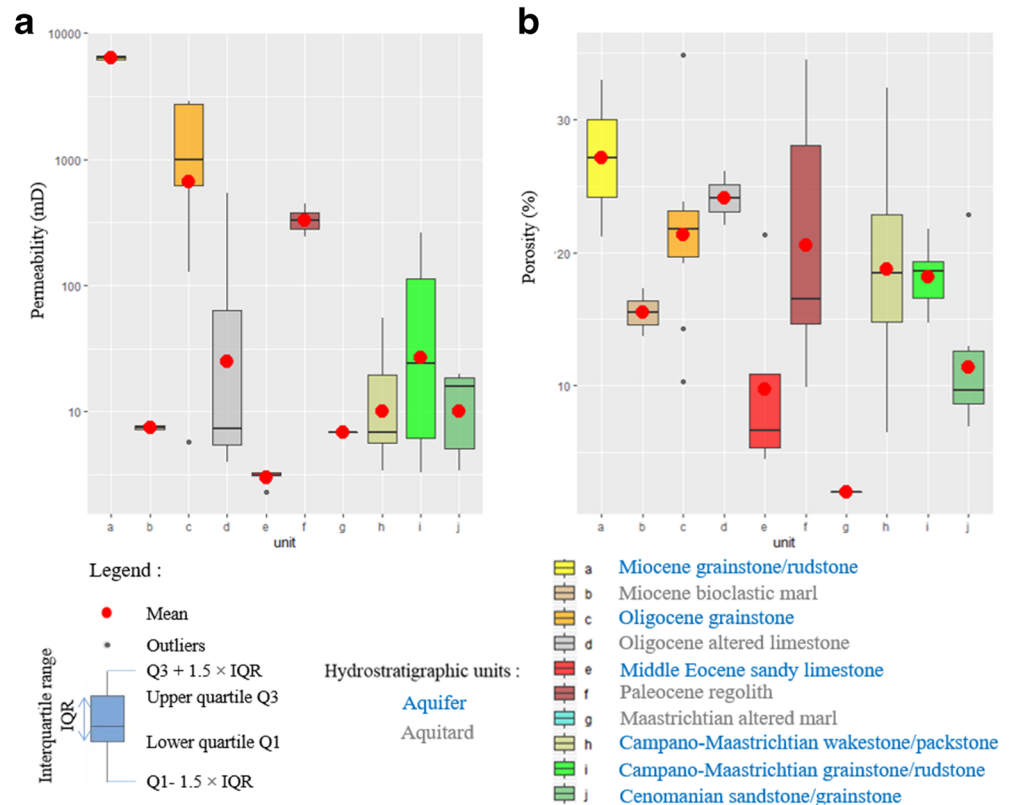 a
b
10000
1000
100
10
Permeability (mD)
a b c d e f g h i j
unit
30
20
10
Porosity (%)
a b c d e f g h i j
unit
Legend :
Mean
Outliers
Interquartile range
IQR
Q3 + 1.5 × IQR
Upper quartile Q3
Lower quartile Q1
Q1- 1.5 × IQR
Hydrostratigraphic units :
Aquifer
Aquitard
a Miocene grainstone/rudstone
b Miocene bioclastic marl
c Oligocene grainstone
d Oligocene altered limestone
e Middle Eocene sandy limestone
f Paleocene regolith
g Maastrichtian altered marl
h Campano-Maastrichtian wakestone/packstone
i Campano-Maastrichtian grainstone/rudstone
j Cenomanian sandstone/grainstone